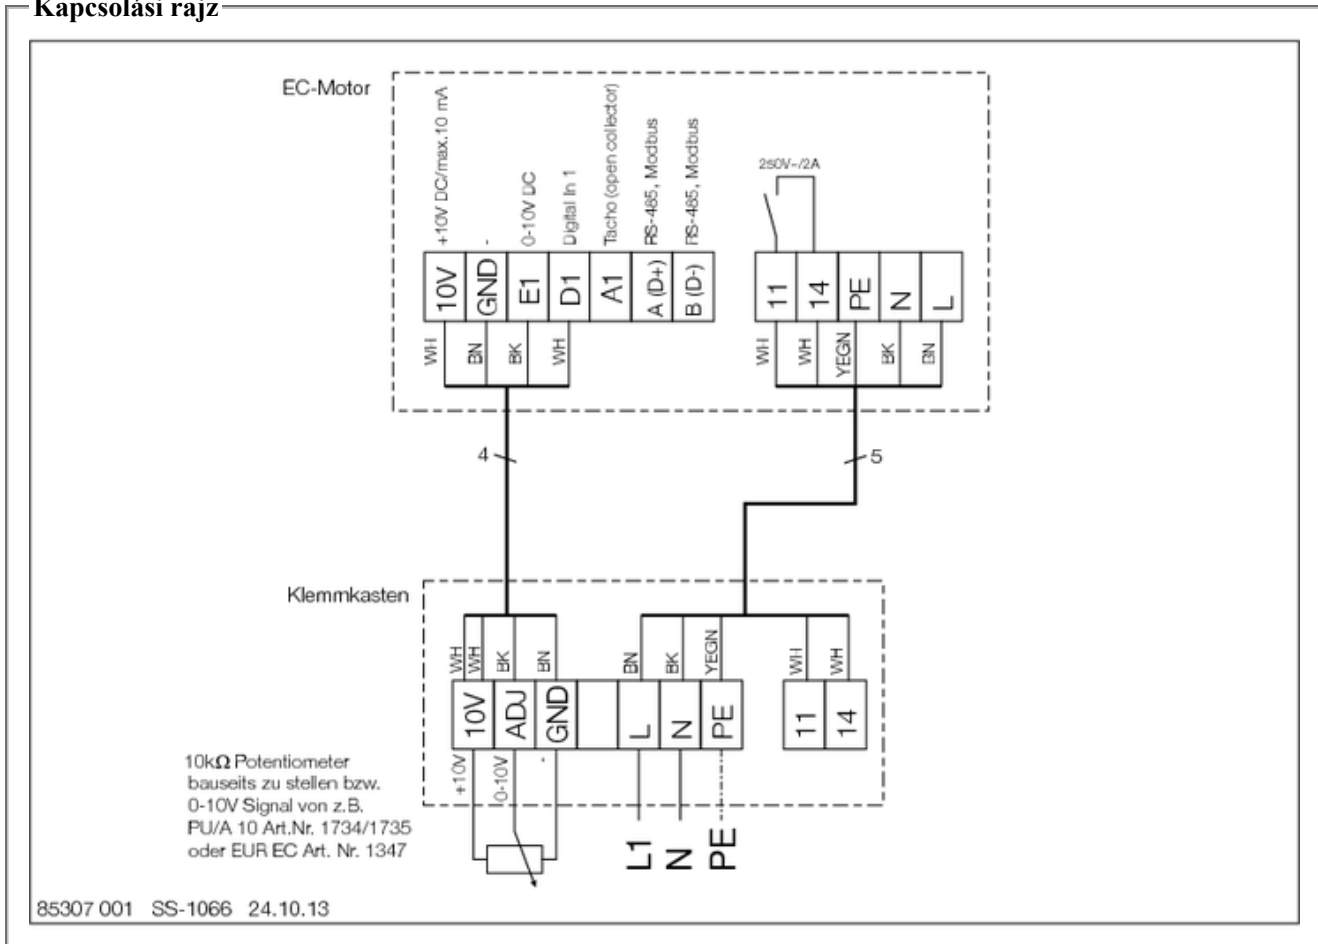 Kapcsolási rajz
EC-Motor
+10V DC/max.10 mA
-
0-10V DC
Digital In 1
Tacho (open collector)
RS-485, Modbus
RS-485, Modbus
250V~/2A
10V
GND
E1
D1
A1
A (D+)
B (D-)
11
14
PE
N
L
WH
BN
BK
WH
WH
WH
YEGN
BK
BN
4
5
Klemmkasten
WH
WH
BK
BN
BN
BK
YEGN
WH
WH
10V
ADJ
GND
L
N
PE
11
14
+10V
0-10V
-
10kΩ Potentiometer
bauseits zu stellen bzw.
0-10V Signal von z.B.
PU/A 10 Art.Nr. 1734/1735
oder EUR EC Art. Nr. 1347
L1
N
PE
85307 001 SS-1066 24.10.13